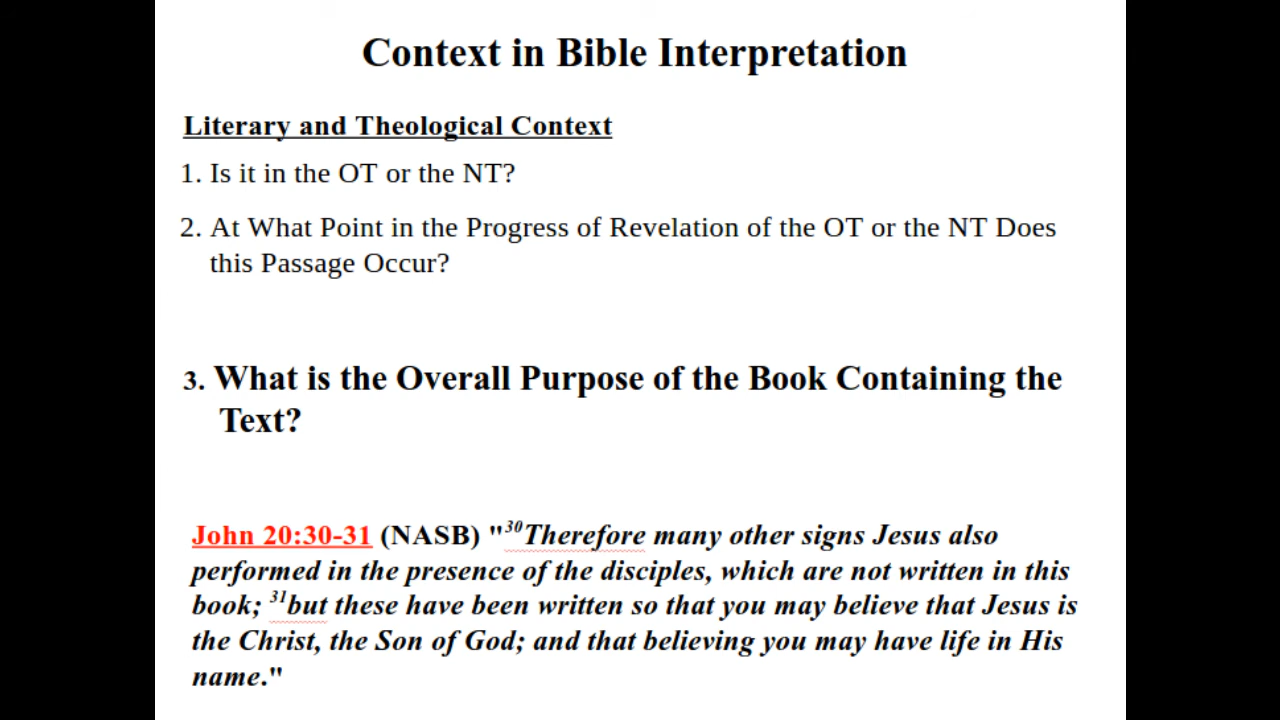 Context in Bible Interpretation
Literary and Theological Context
1. Is it in the OT or the NT?
2. At What Point in the Progress of Revelation of the OT or the NT Does
this Passage Occur?
3. What is the Overall Purpose of the Book Containing the
Text?
John 20:30-31 (NASB) "30Therefore many other signs Jesus also
performed in the presence of the disciples, which are not written in this
book; 31but these have been written so that you may believe that Jesus is
the Christ, the Son of God; and that believing you may have life in His
name."